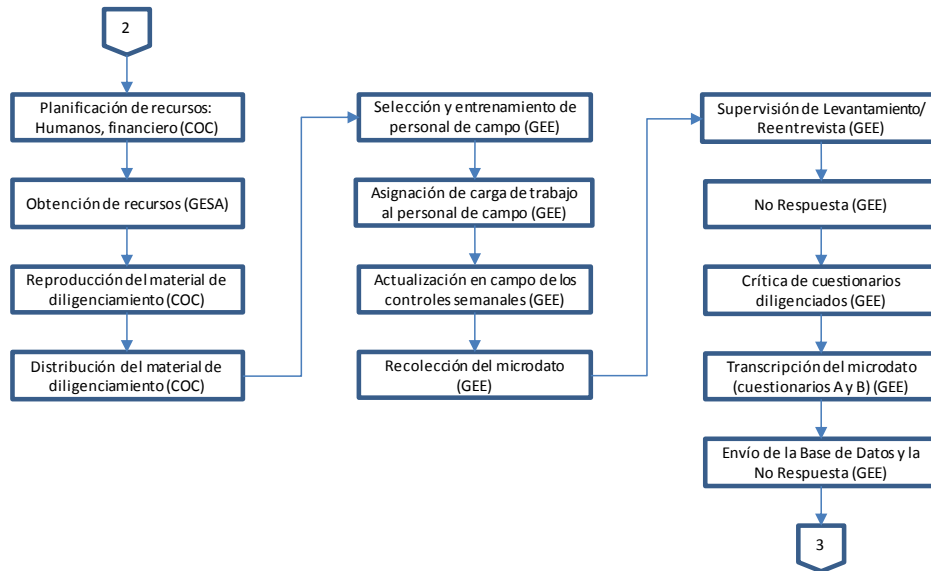 2
Planificación de recursos:
Humanos, financiero (COC)
Obtención de recursos (GESA)
Reproducción del material de
diligenciamiento (COC)
Distribución del material de
diligenciamiento (COC)
Selección y entrenamiento de
personal de campo (GEE)
Asignación de carga de trabajo
al personal de campo (GEE)
Actualización en campo de los
controles semanales (GEE)
Recolección del microdato
(GEE)
Supervisión de Levantamiento/
Reentrevista (GEE)
No Respuesta (GEE)
Crítica de cuestionarios
diligenciados (GEE)
Transcripción del microdato
(cuestionarios A y B) (GEE)
Envío de la Base de Datos y la
No Respuesta (GEE)
3